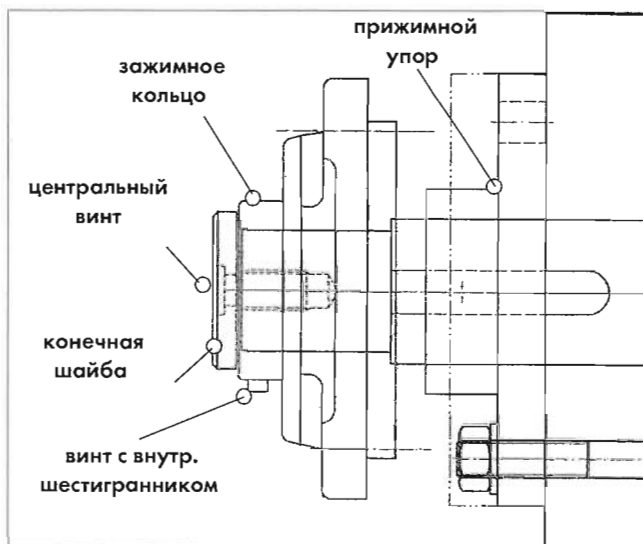 прижимной
упор
зажимное
кольцо
центральный
винт
конечная
шайба
винт с внутр.
шестигранником